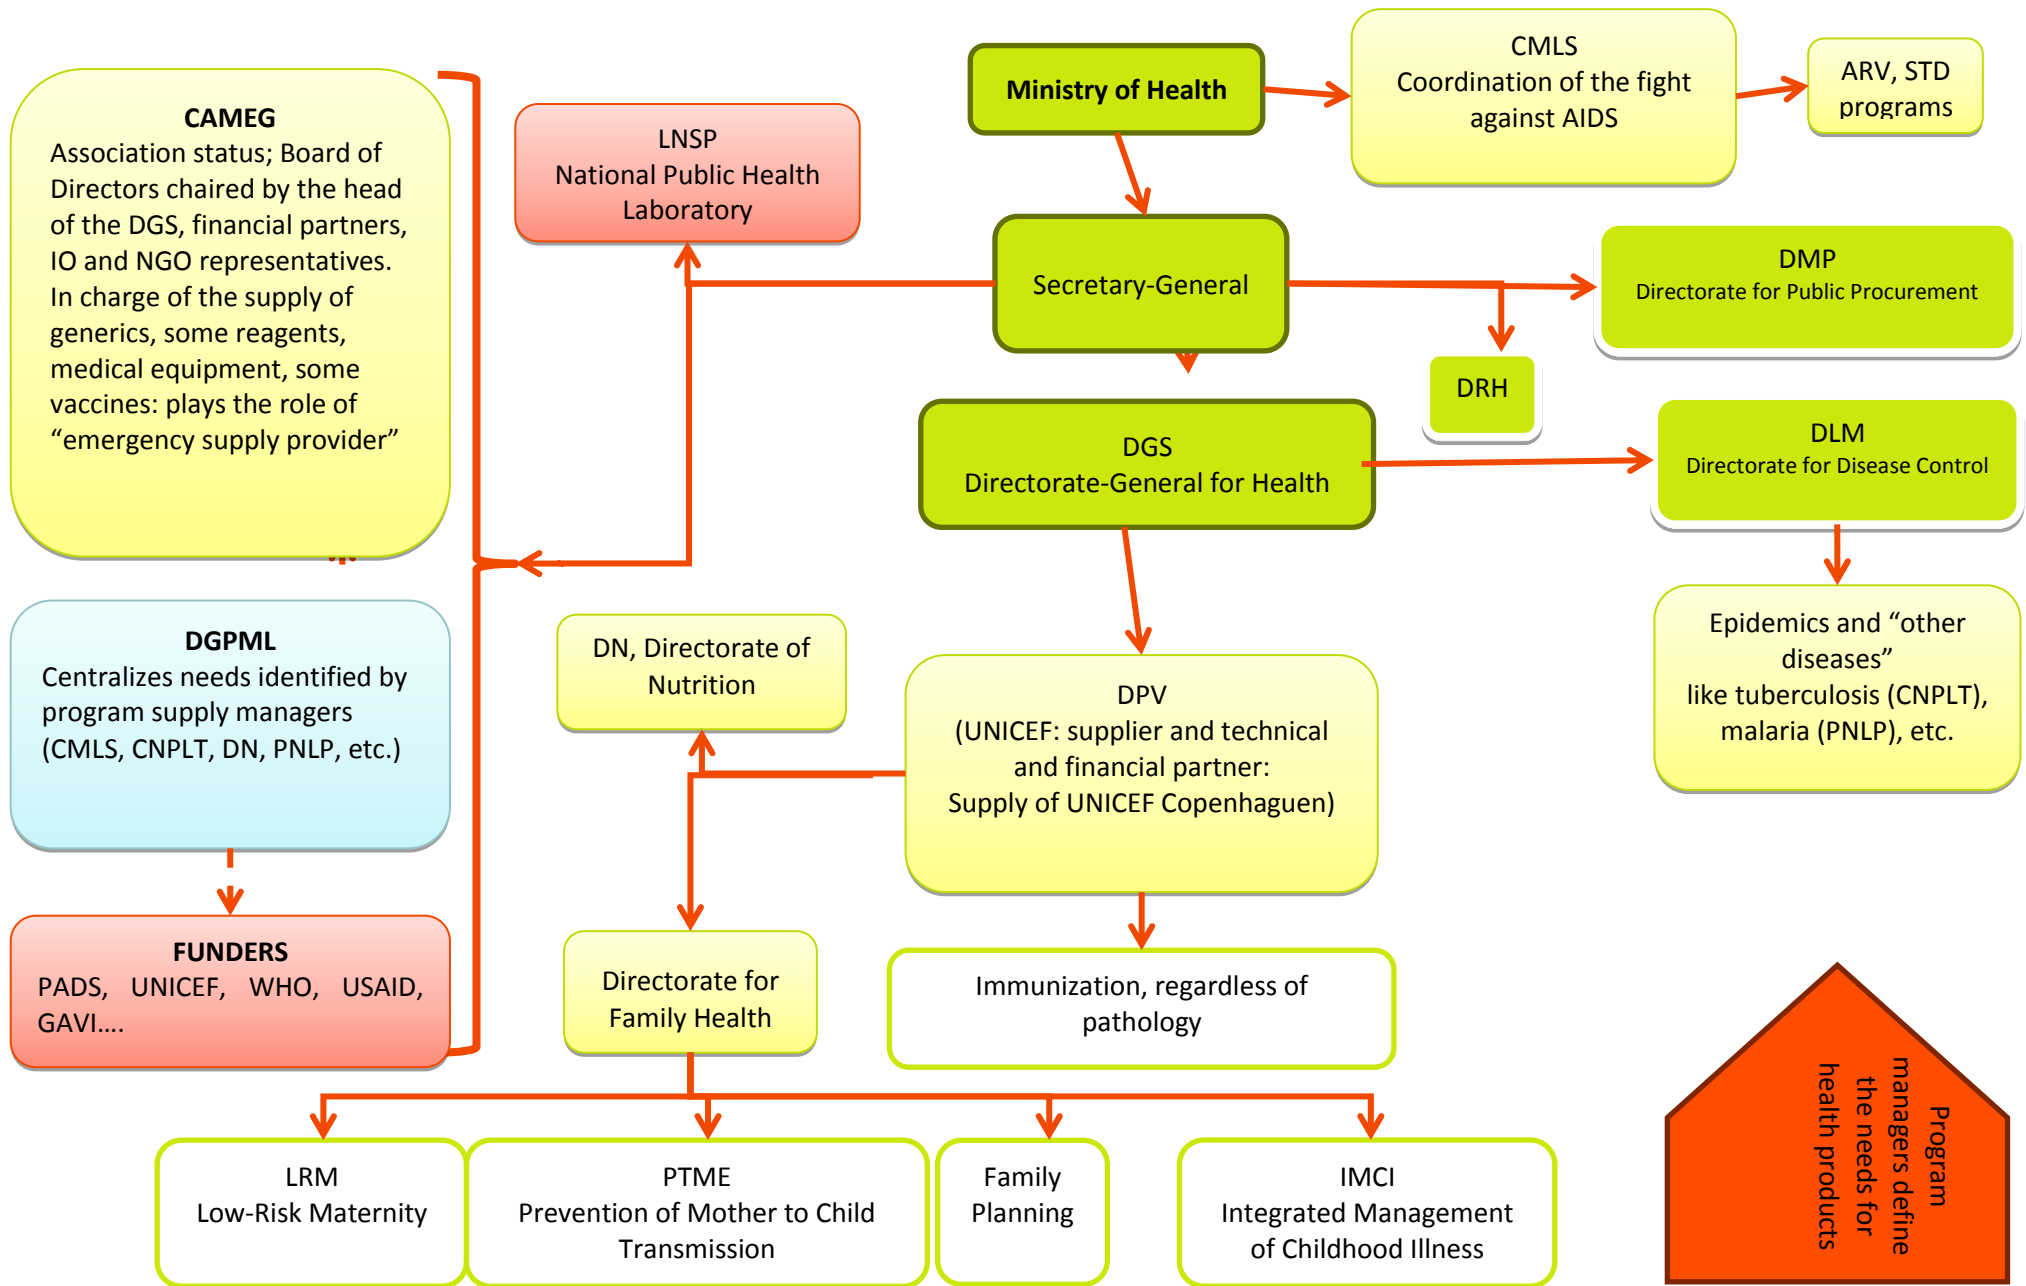 CAMEG
Association status; Board of
Directors chaired by the head
of the DGS, financial partners,
IO and NGO representatives.
In charge of the supply of
generics, some reagents,
medical equipment, some
vaccines: plays the role of
“emergency supply provider”
LNSP
National Public Health
Laboratory
Ministry of Health
CMLS
Coordination of the fight
against AIDS
ARV, STD
programs
Secretary-General
DMP
Directorate for Public Procurement
DRH
DGS
Directorate-General for Health
DLM
Directorate for Disease Control
DGPML
Centralizes needs identified by
program supply managers
(CMLS, CNPLT, DN, PNLP, etc.)
DN, Directorate of
Nutrition
DPV
(UNICEF: supplier and technical
and financial partner:
Supply of UNICEF Copenhaguen)
Epidemics and “other
diseases”
like tuberculosis (CNPLT),
malaria (PNLP), etc.
FUNDERS
PADS, UNICEF, WHO, USAID,
GAVI....
Directorate for
Family Health
Immunization, regardless of
pathology
LRM
Low-Risk Maternity
PTME
Prevention of Mother to Child
Transmission
Family
Planning
IMCI
Integrated Management
of Childhood Illness
Program
managers define
the needs for
health products